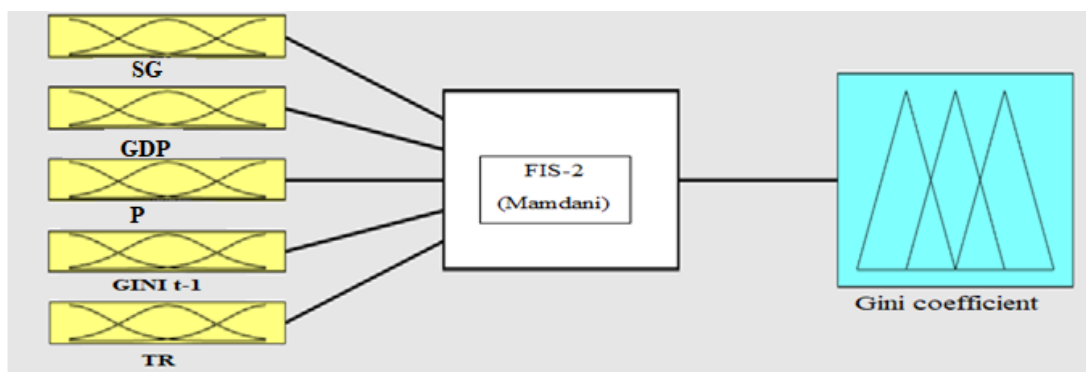 SG
GDP
P
GINI t-1
TR
FIS-2
(Mamdani)
Gini coefficient